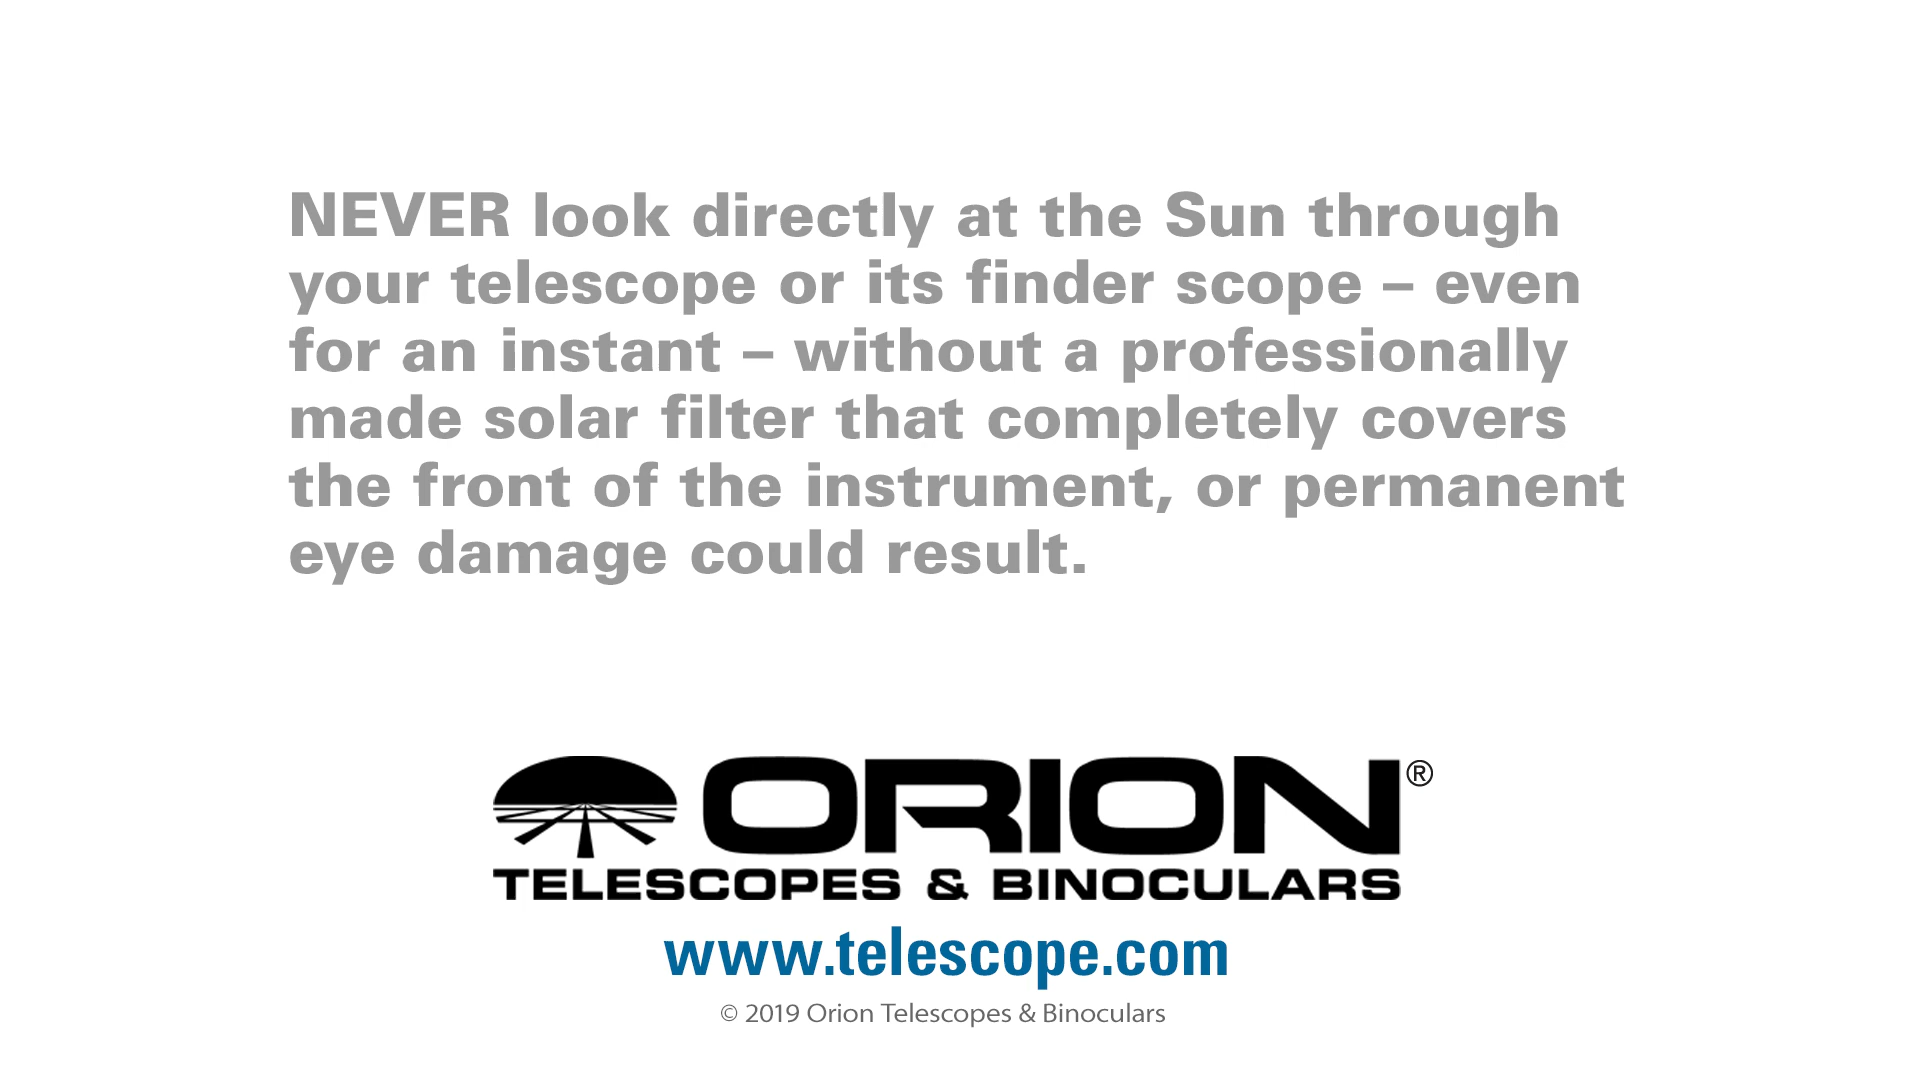 NEVER look directly at the Sun through
your telescope or its finder scope – even
for an instant – without a professionally
made solar filter that completely covers
the front of the instrument, or permanent
eye damage could result.
ORION®
TELESCOPES & BINOCULARS
www.telescope.com
© 2019 Orion Telescopes & Binoculars